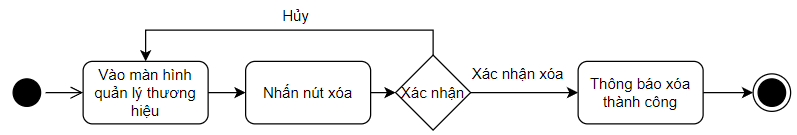 Hủy
Vào màn hình
quản lý thương
hiệu
Nhấn nút xóa
Xác nhận
Xác nhận xóa
Thông báo xóa
thành công